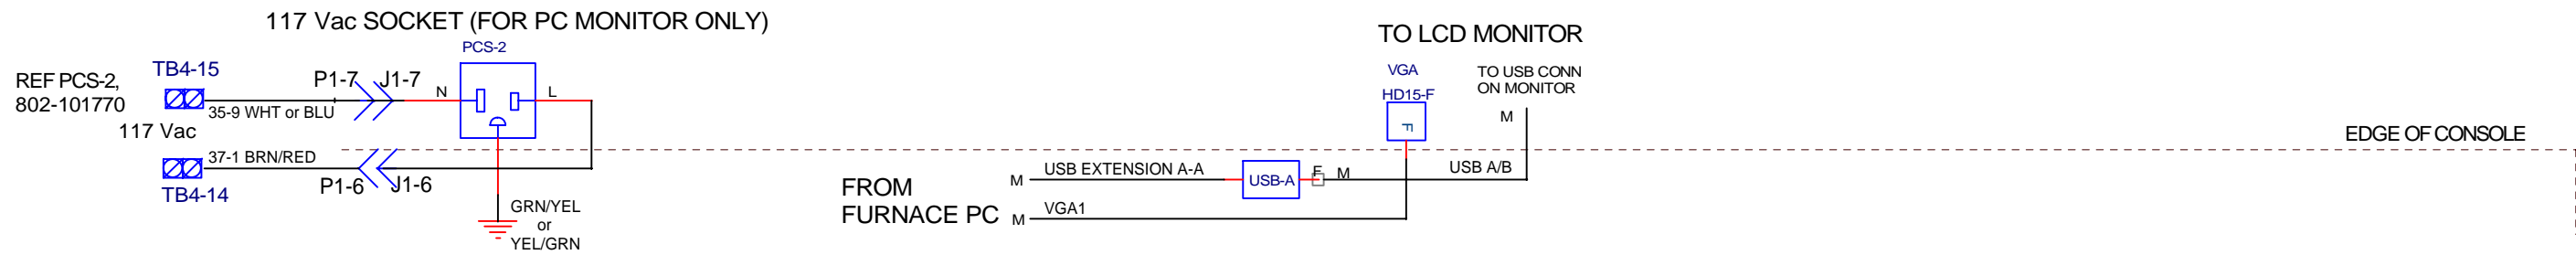 117 Vac SOCKET (FOR PC MONITOR ONLY)
PCS-2
REF PCS-2,
802-101770
TB4-15
P1-7
J1-7
N
L
35-9 WHT or BLU
117 Vac
37-1 BRN/RED
TB4-14
P1-6
J1-6
GRN/YEL
or
YEL/GRN
TO LCD MONITOR
VGA
HD15-F
F
TO USB CONN
ON MONITOR
M
EDGE OF CONSOLE
FROM
FURNACE PC
M
USB EXTENSION A-A
USB-A
F
M
USB A/B
M
VGA1